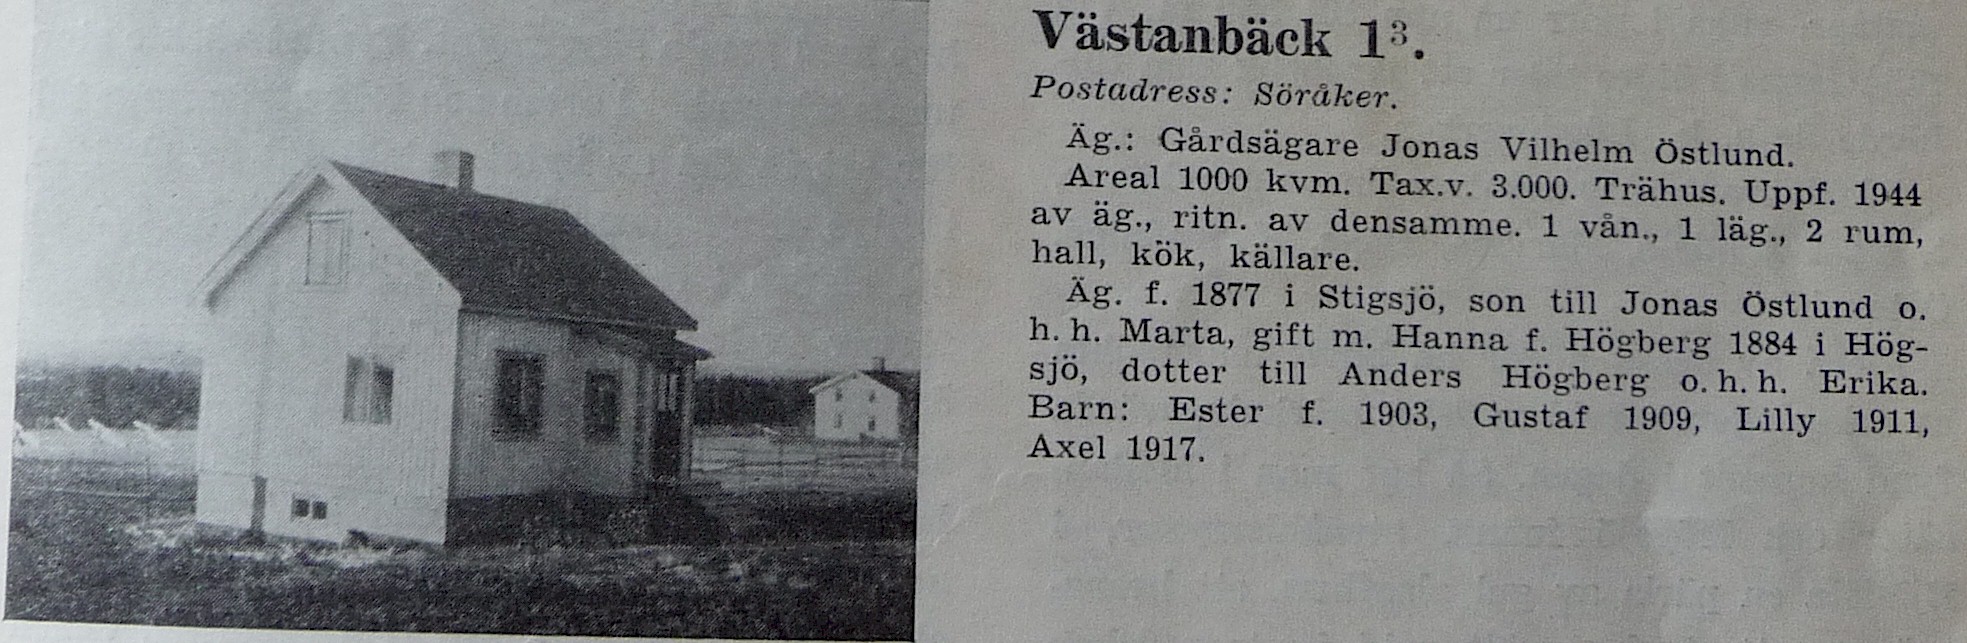 Västanbäck 1³.
Postadress: Söråker.
Äg.: Gårdsägare Jonas Vilhelm Östlund.
Areal 1000 kvm. Tax.v. 3.000. Trähus. Uppf. 1944
av äg., ritn. av densamme. 1 vån., 1 läg., 2 rum,
hall, kök, källare.
Äg. f. 1877 i Stigsjö, son till Jonas Östlund o.
h. h. Marta, gift m. Hanna f. Högberg 1884 i Hög-
sjö, dotter till Anders Högberg o. h. h. Erika.
Barn: Ester f. 1903, Gustaf 1909, Lilly 1911,
Axel 1917.